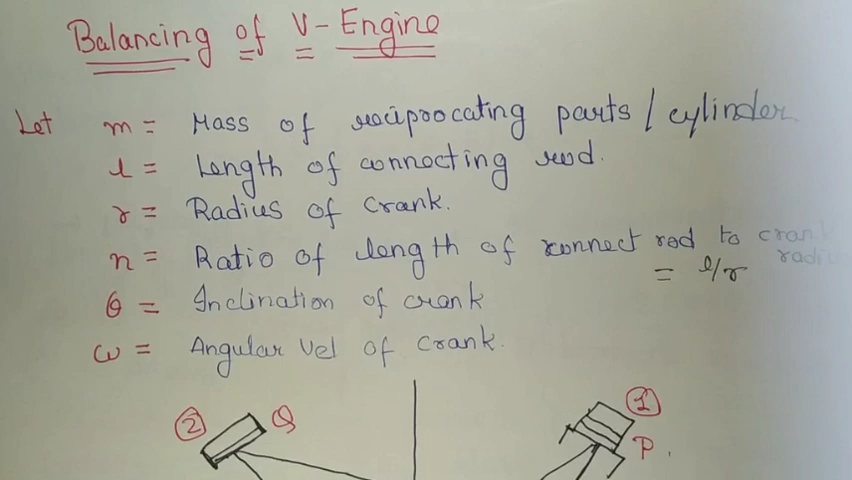 Balancing of V-Engine
Let m = Mass of reciprocating parts / cylinder
l = Length of connecting rod.
r = Radius of crank.
n = Ratio of length of connect rod to crank radius
= l/r
θ = Inclination of crank
ω = Angular Vel of crank.
2 Q 1
P.